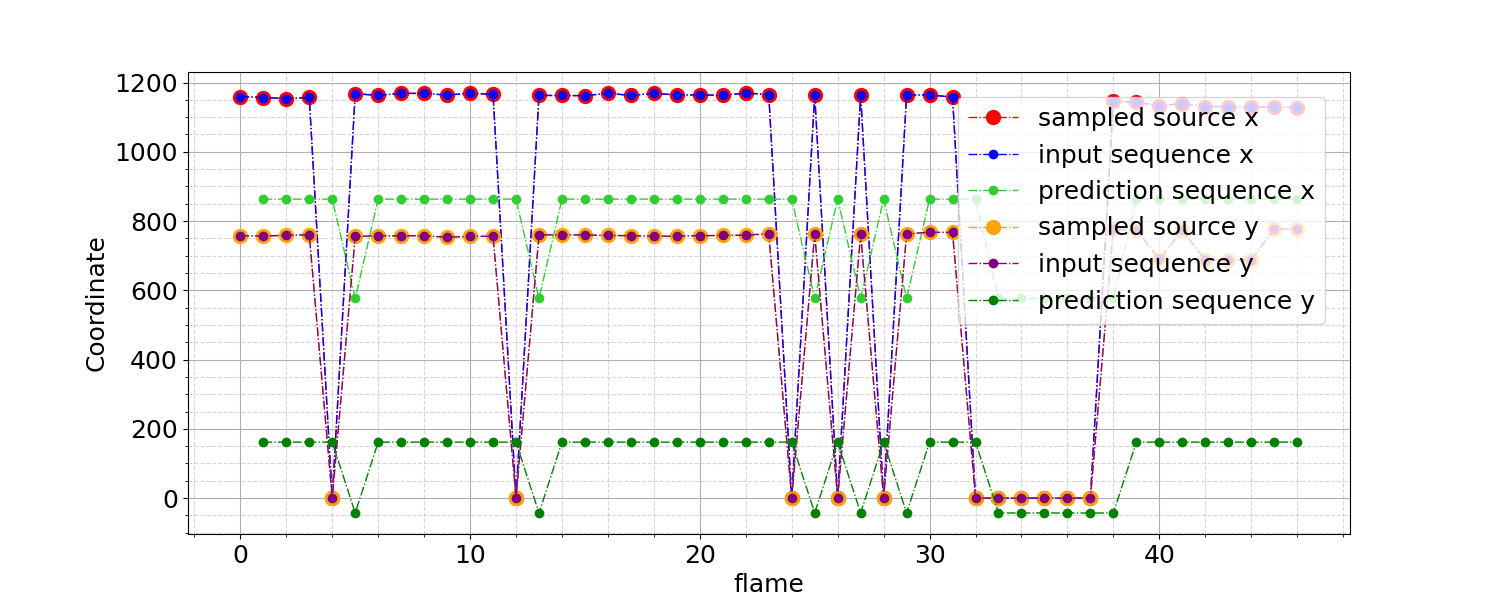 1200
1000
800
600
400
200
0
Coordinate
sampled source x
input sequence x
prediction sequence x
sampled source y
input sequence y
prediction sequence y
0 10 20 30 40
flame